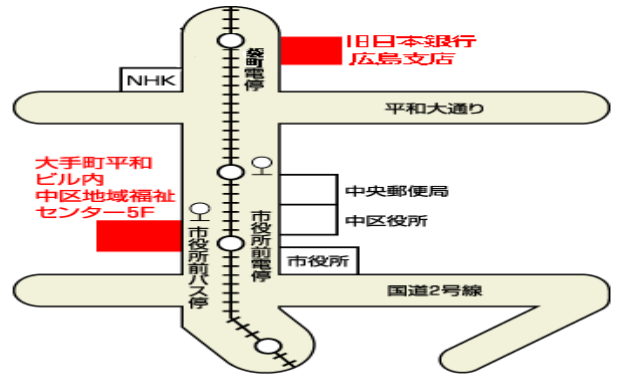 旧日本銀行
広島支店
袋町電停
NHK
平和大通り
大手町平和
ビル内
中区地域福祉
センター5F
中央郵便局
中区役所
市役所前バス停
市役所前電停
市役所
国道2号線